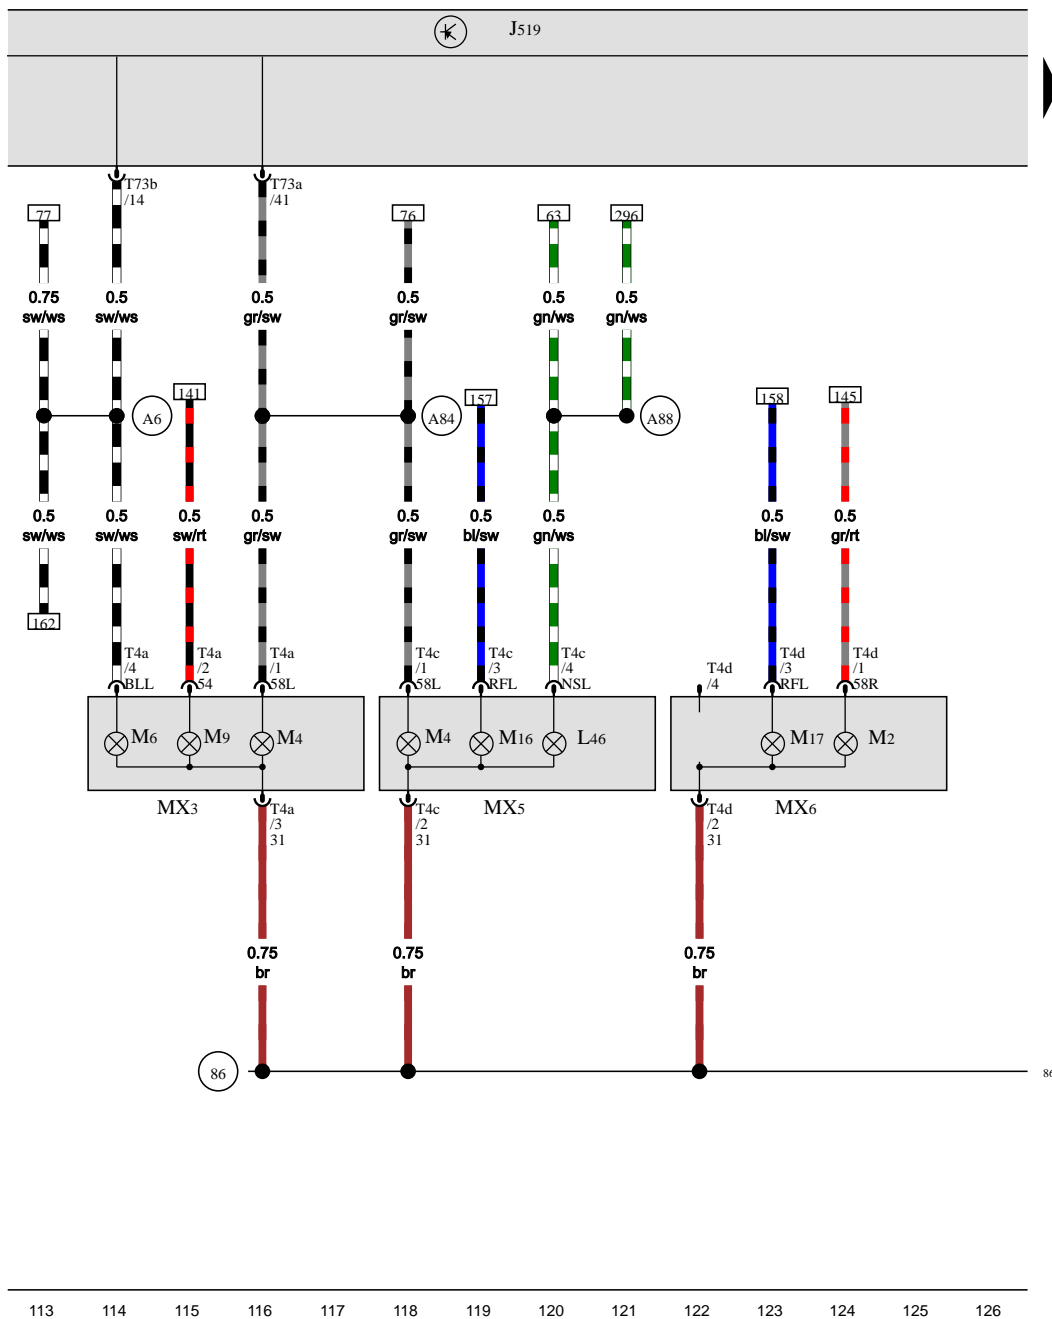 J519
T73b
/14
T73a
/41
77
76
63
296
0.75
sw/ws
0.5
sw/ws
0.5
gr/sw
0.5
gr/sw
0.5
gn/ws
0.5
gn/ws
141
157
158
145
A6
A84
A88
0.5
sw/ws
0.5
sw/ws
0.5
sw/rt
0.5
gr/sw
0.5
gr/sw
0.5
bl/sw
0.5
gn/ws
0.5
bl/sw
0.5
gr/rt
162
T4a
/4
BLL
T4a
/2
54
T4a
/1
58L
T4c
/1
58L
T4c
/3
RFL
T4c
/4
NSL
T4d
/4
T4d
/3
RFL
T4d
/1
58R
M6
M9
M4
M4
M16
L46
M17
M2
MX3
MX5
MX6
T4a
/3
31
T4c
/2
31
T4d
/2
31
0.75
br
0.75
br
0.75
br
86
86
113 114 115 116 117 118 119 120 121 122 123 124 125 126